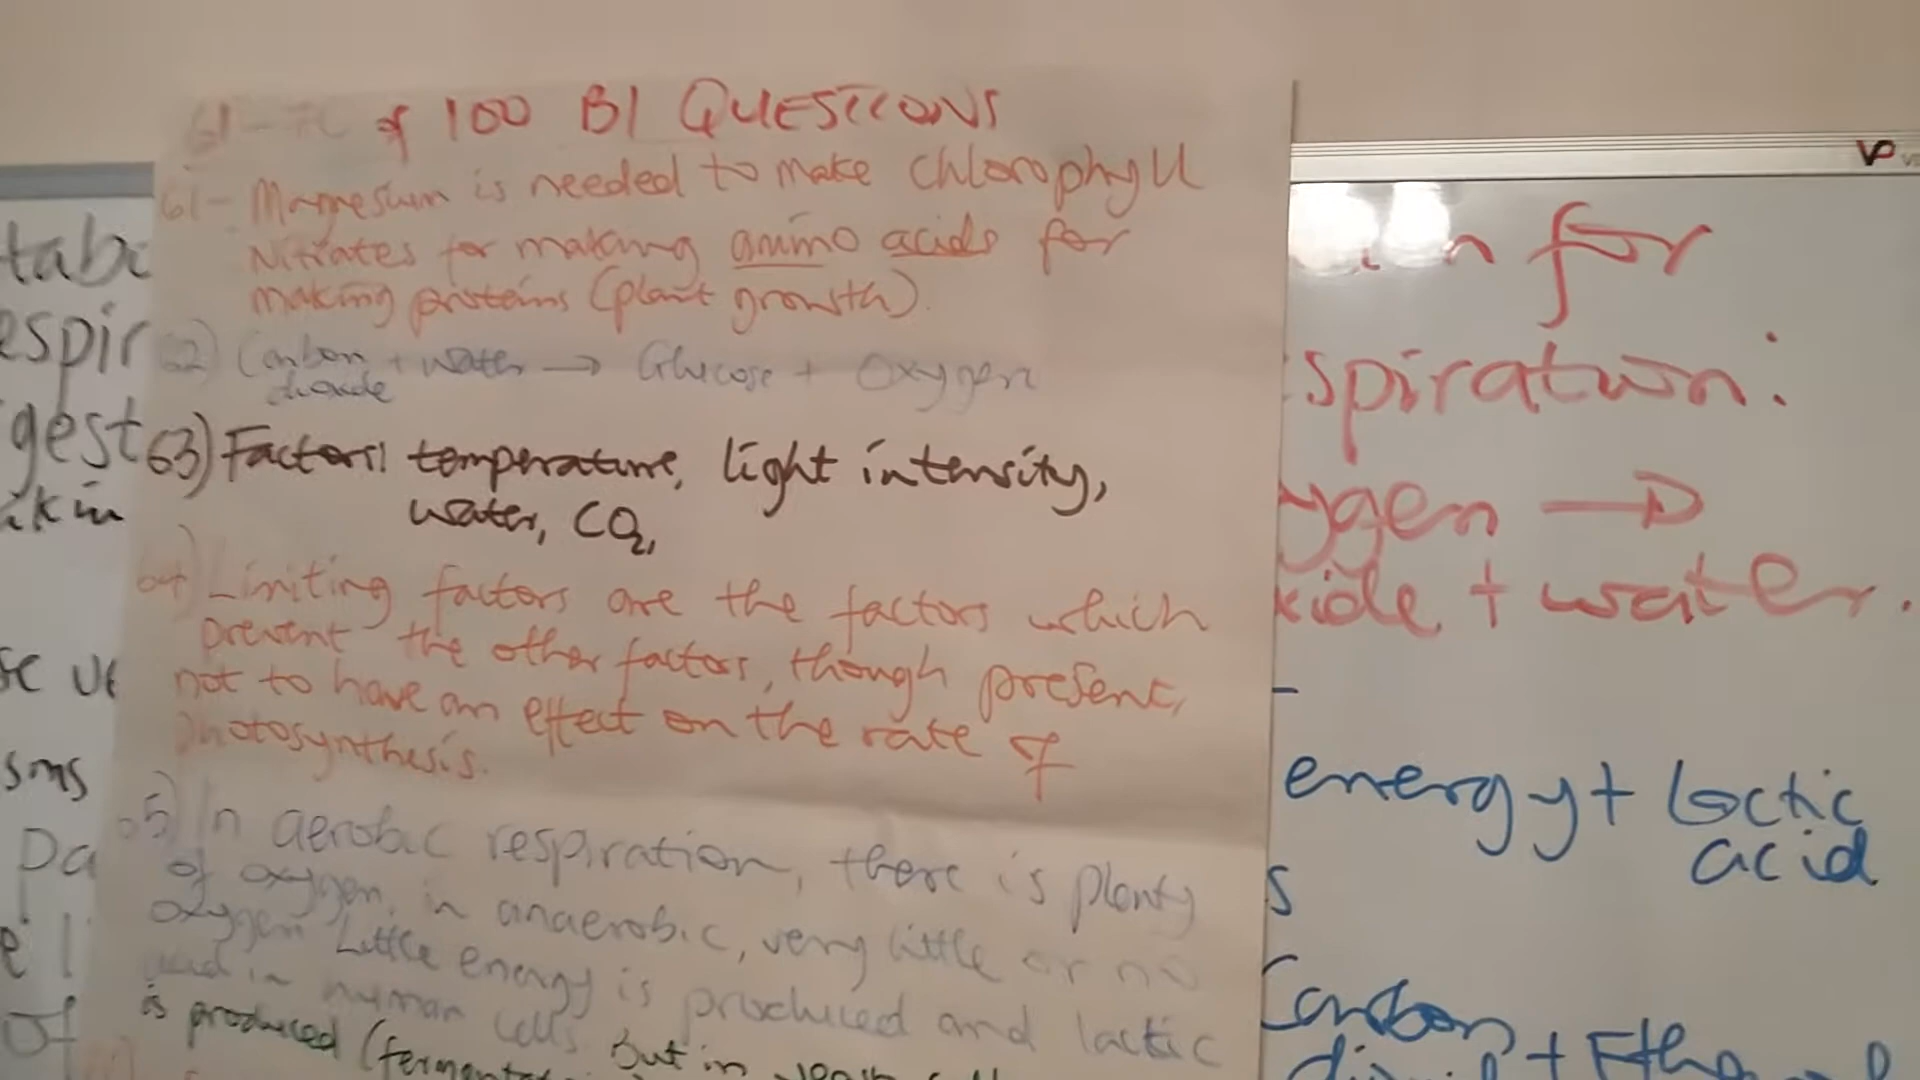 61-70 of 100 B1 QUESTIONS
61- Magnesium is needed to make chlorophyll
Nitrates for making amino acids for
making proteins (plant growth).
62) Carbon dioxide + water → Glucose + Oxygen
63) Factors: temperature, light intensity,
water, CO2,
64) Limiting factors are the factors which
prevent the other factors, though present,
not to have an effect on the rate of
photosynthesis.
65) In aerobic respiration, there is plenty
of oxygen, in anaerobic, very little or no
oxygen. Little energy is produced and lactic
acid in human cells but in
is produced (
tabi
espir
gest
sms
of
for
spiration.
ygen →
xide + water.
energy + lactic
acid
Carbon
+ Ethanol
VP